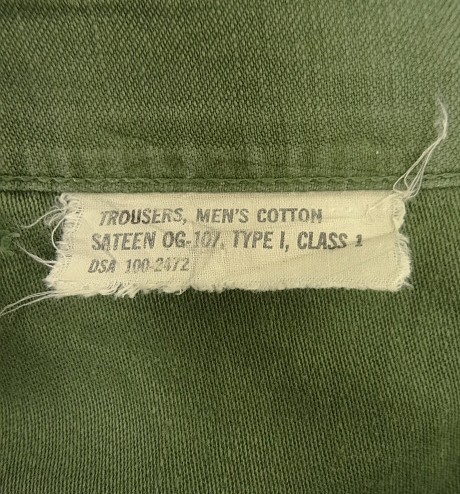 TROUSERS, MEN'S COTTON
SATEEN OG-107, TYPE I, CLASS 1
DSA 100-2472